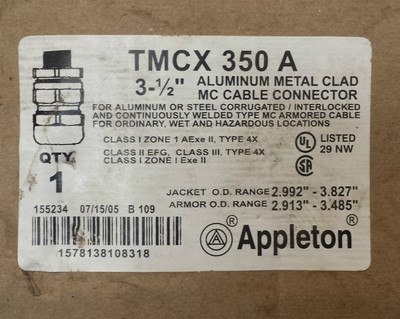 TMCX 350 A
3-½" ALUMINUM METAL CLAD
MC CABLE CONNECTOR
FOR ALUMINUM OR STEEL CORRUGATED / INTERLOCKED
AND CONTINUOUSLY WELDED TYPE MC ARMORED CABLE
FOR ORDINARY, WET AND HAZARDOUS LOCATIONS
CLASS I ZONE 1 AExe II, TYPE 4X
CLASS II EFG, CLASS III, TYPE 4X
CLASS I ZONE I Exe II
UL ® LISTED
29 NW
SA
QTY
1
JACKET O.D. RANGE 2.992" - 3.827"
ARMOR O.D. RANGE 2.913" - 3.485"
155234 07/15/05 B 109
1578138108318
® Appleton®